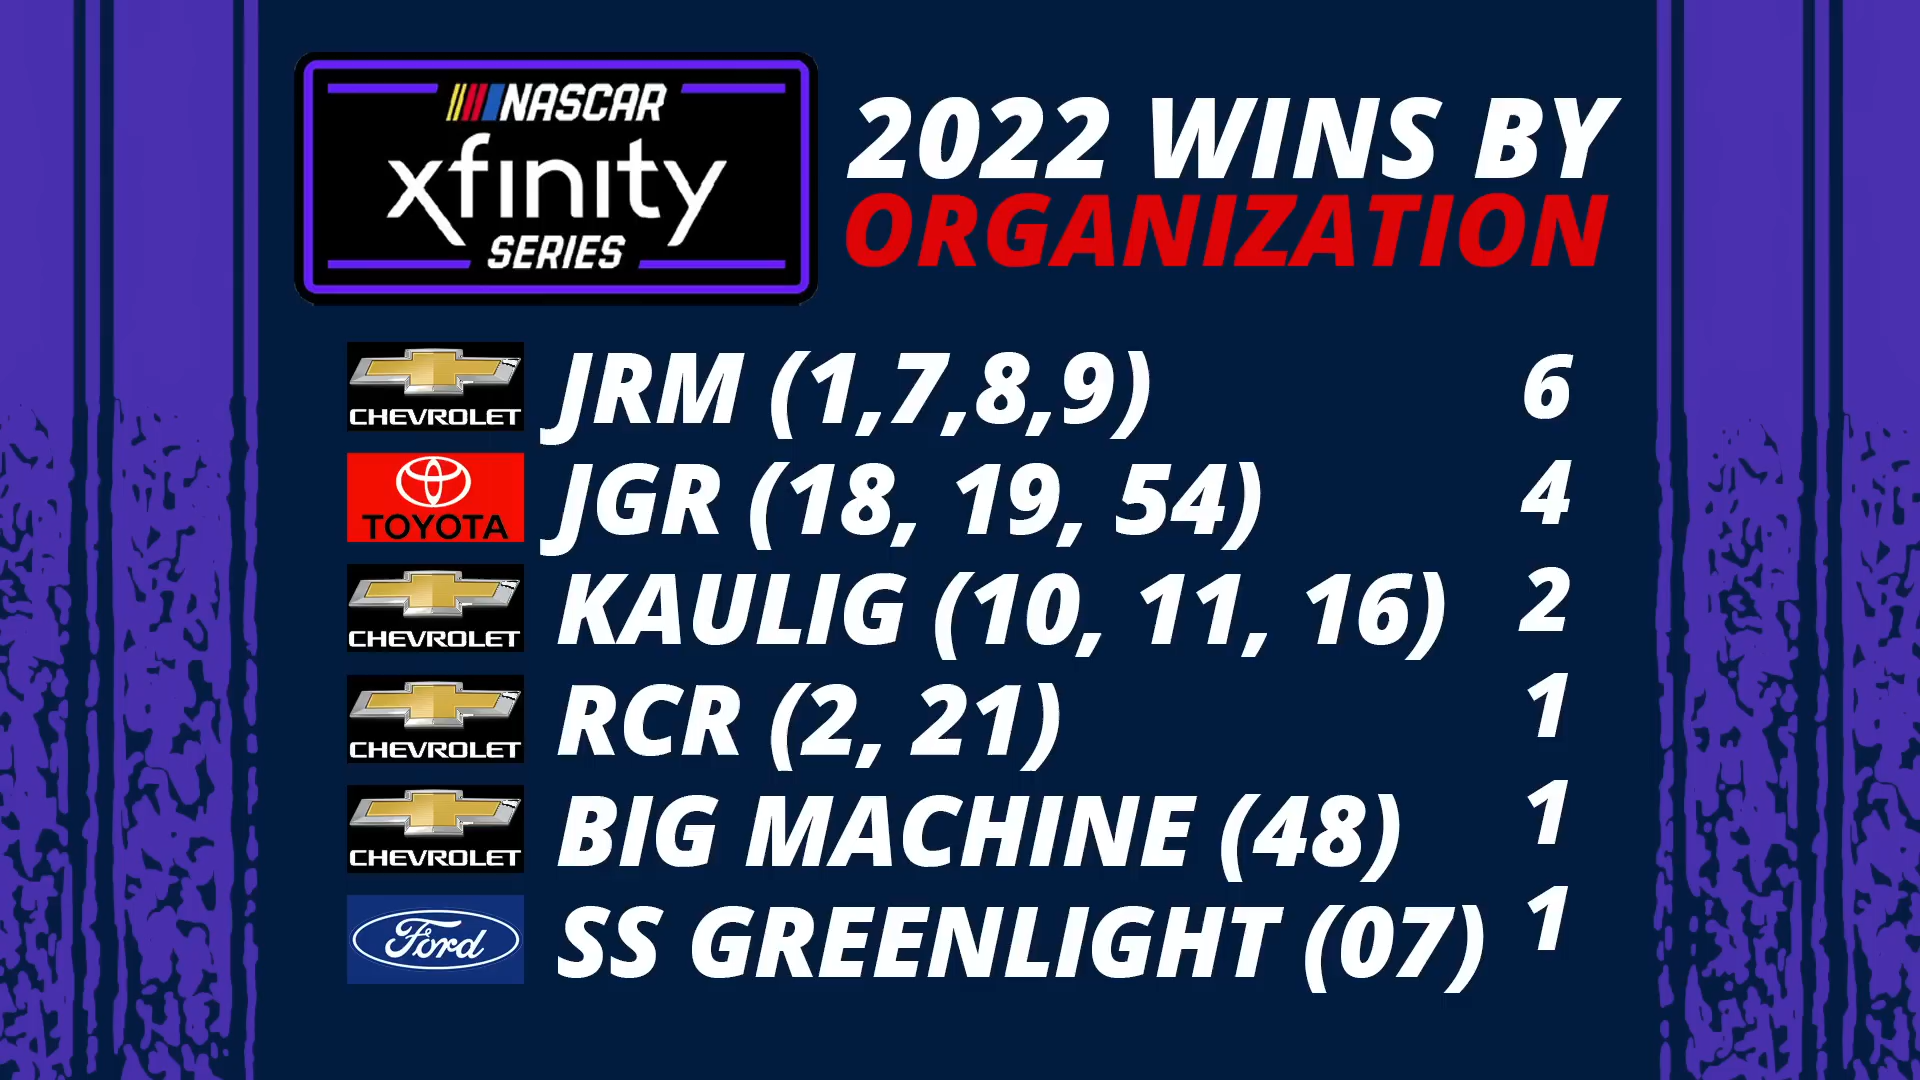 NASCAR
xfinity
SERIES
2022 WINS BY
ORGANIZATION
CHEVROLET JRM (1,7,8,9) 6
TOYOTA JGR (18, 19, 54) 4
CHEVROLET KAULIG (10, 11, 16) 2
CHEVROLET RCR (2, 21) 1
CHEVROLET BIG MACHINE (48) 1
Ford SS GREENLIGHT (07) 1